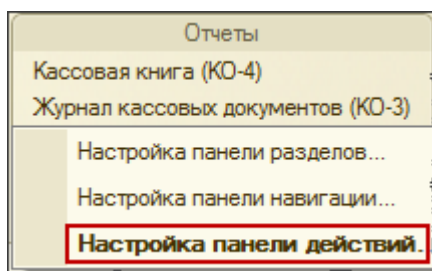 Отчеты
Кассовая книга (КО-4)
Журнал кассовых документов (КО-3)
Настройка панели разделов...
Настройка панели навигации...
Настройка панели действий.